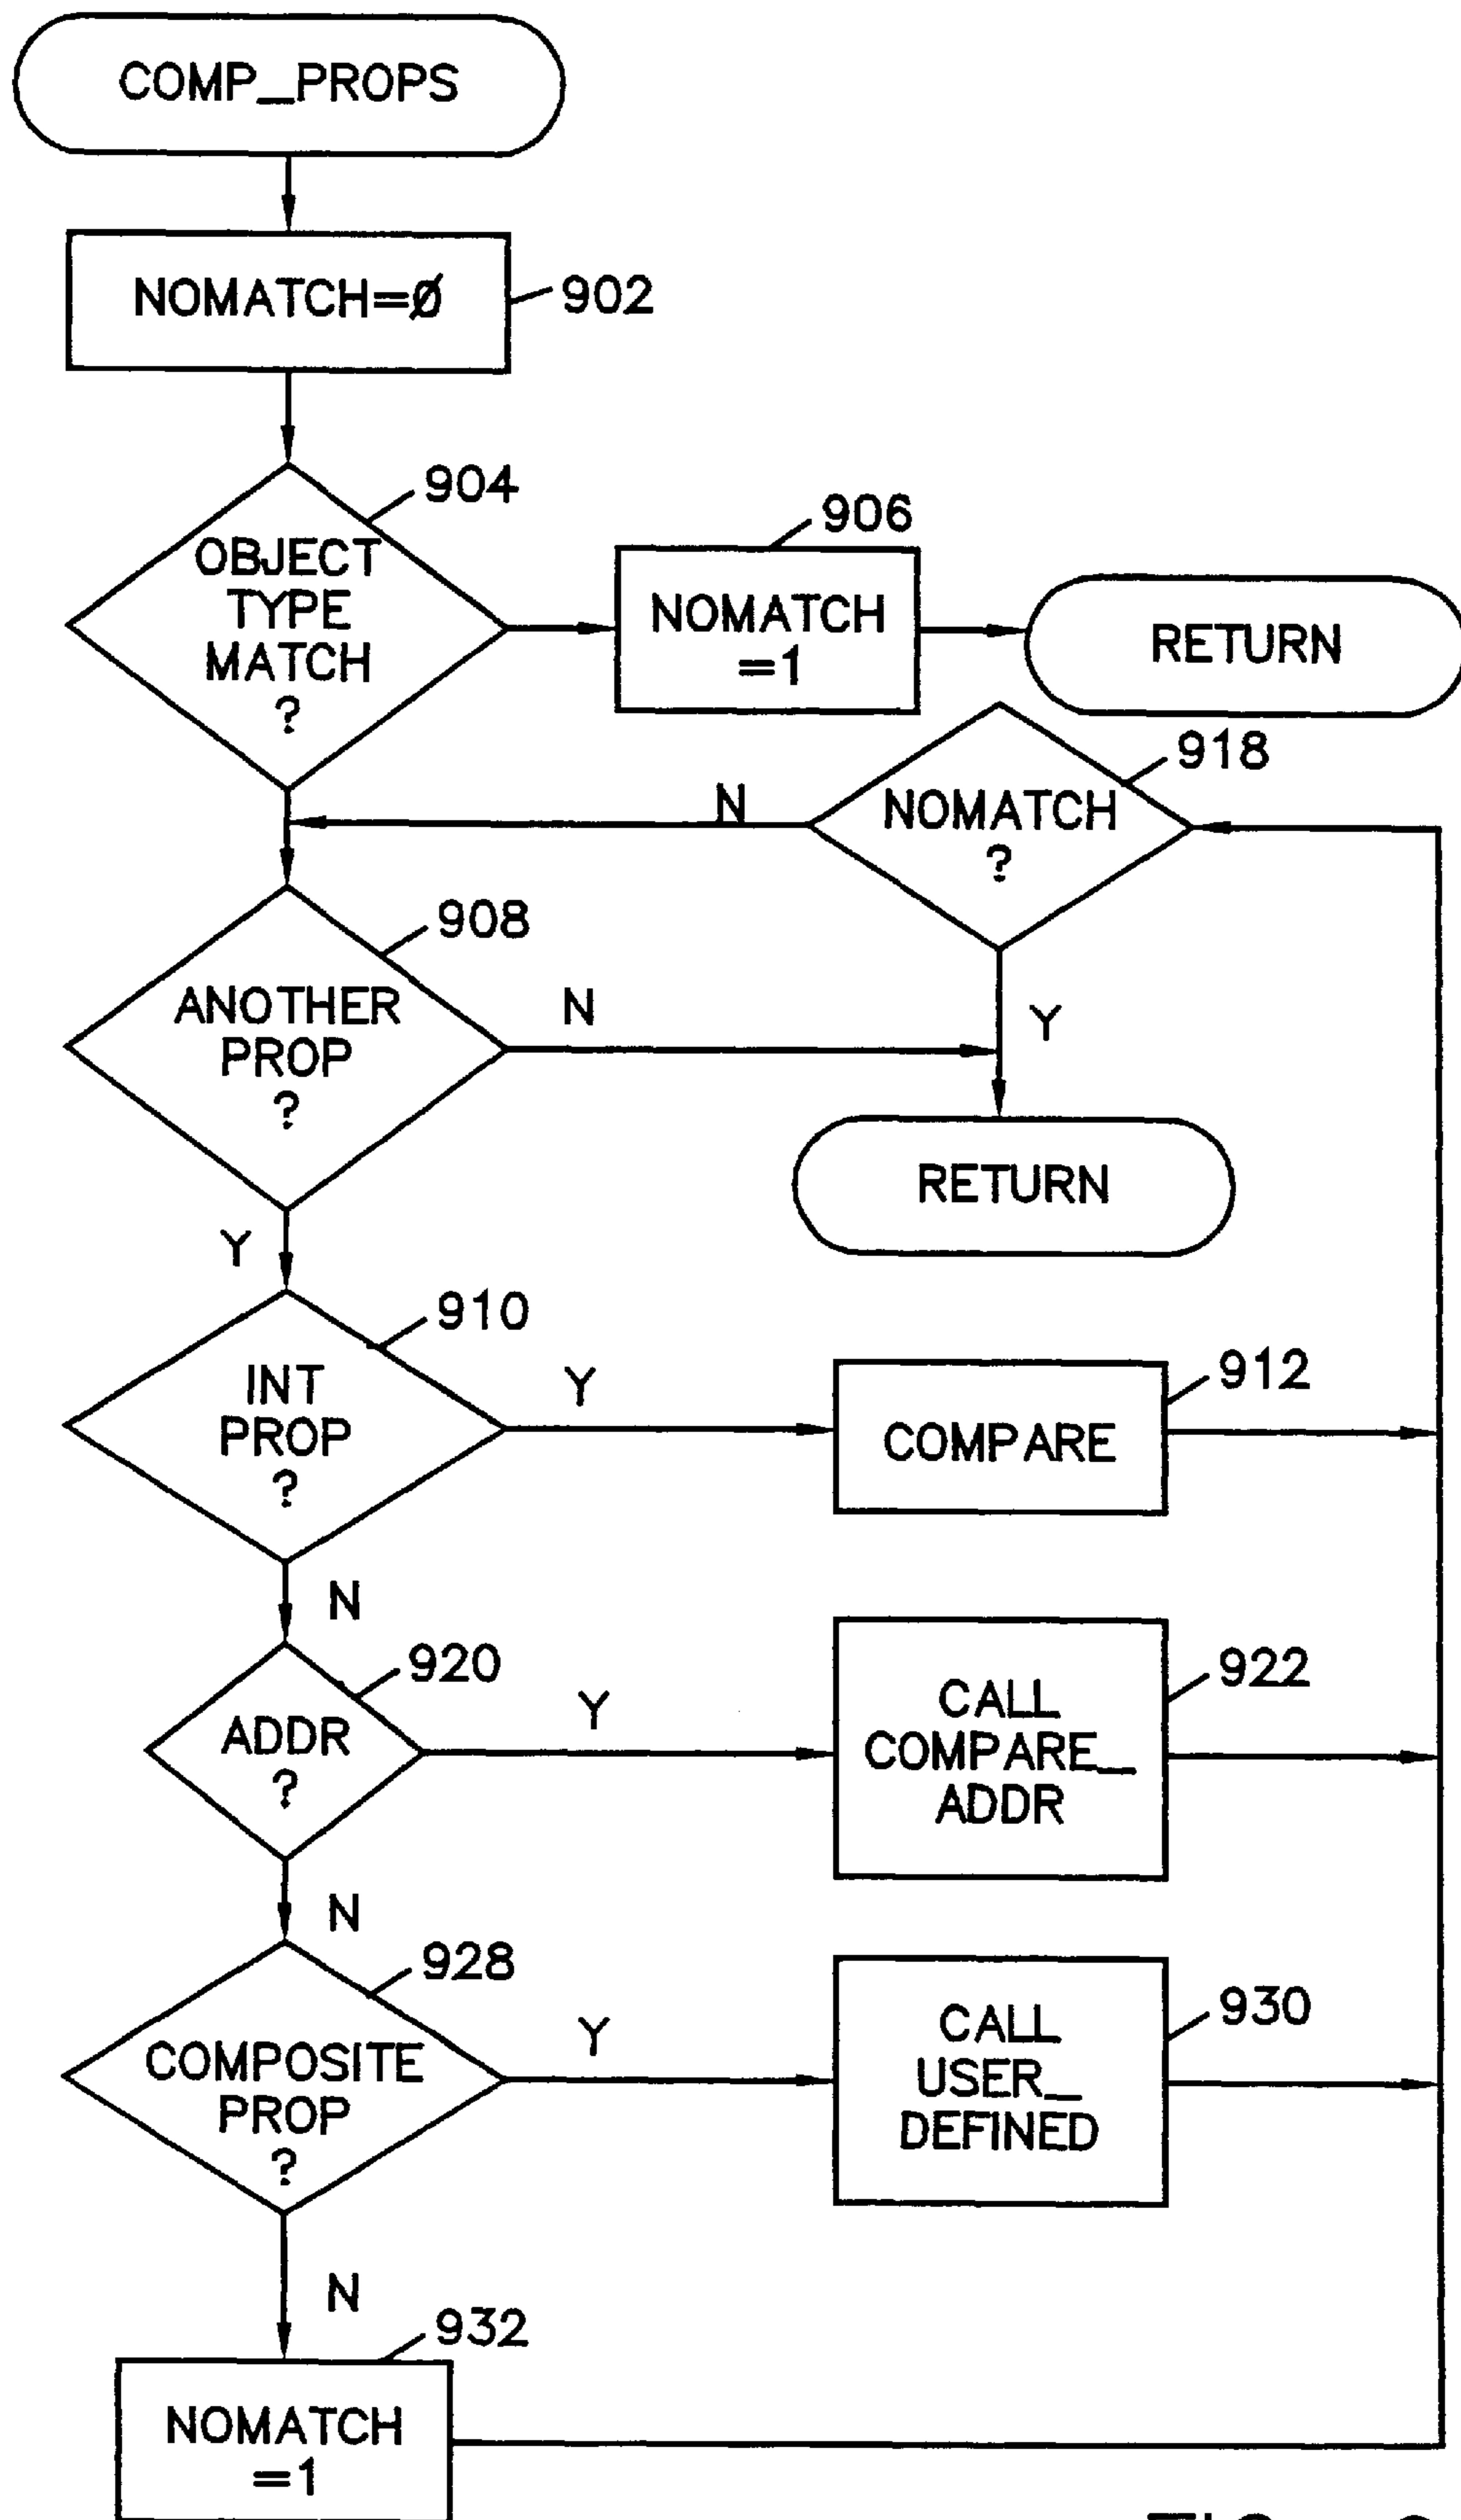 COMP_PROPS
NOMATCH=Ø
902
904
OBJECT
TYPE
MATCH
?
906
NOMATCH
=1
RETURN
918
NOMATCH
?
N
Y
908
ANOTHER
PROP
?
N
RETURN
Y
910
INT
PROP
?
Y
912
COMPARE
N
920
ADDR
?
Y
922
CALL
COMPARE_
ADDR
N
928
COMPOSITE
PROP
?
Y
930
CALL
USER_
DEFINED
N
932
NOMATCH
=1